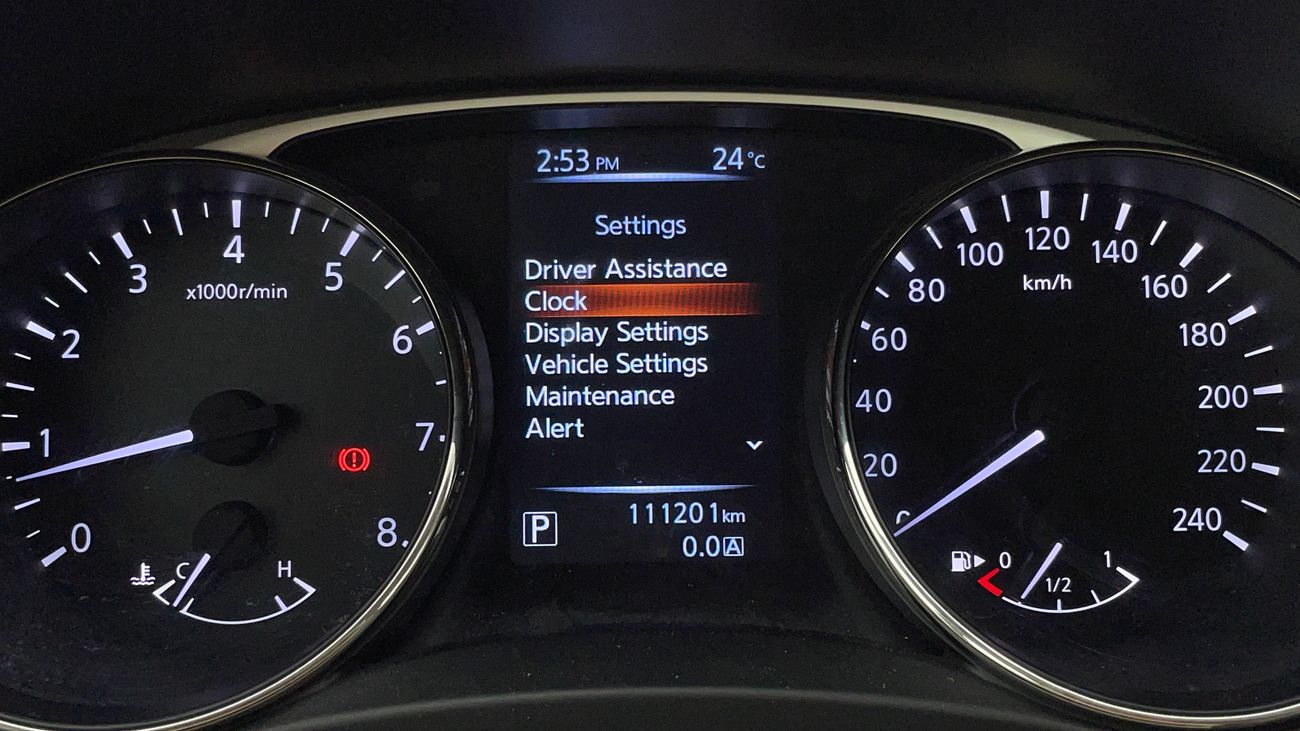 2:53 PM 24°C
Settings
Driver Assistance
Clock
Display Settings
Vehicle Settings
Maintenance
Alert
P
111201km
0.0 A
0
1
2
3
4
5
6
7
8
x1000r/min
C H
0
20
40
60
80
100
120
140
160
180
200
220
240
km/h
0 1/2 1